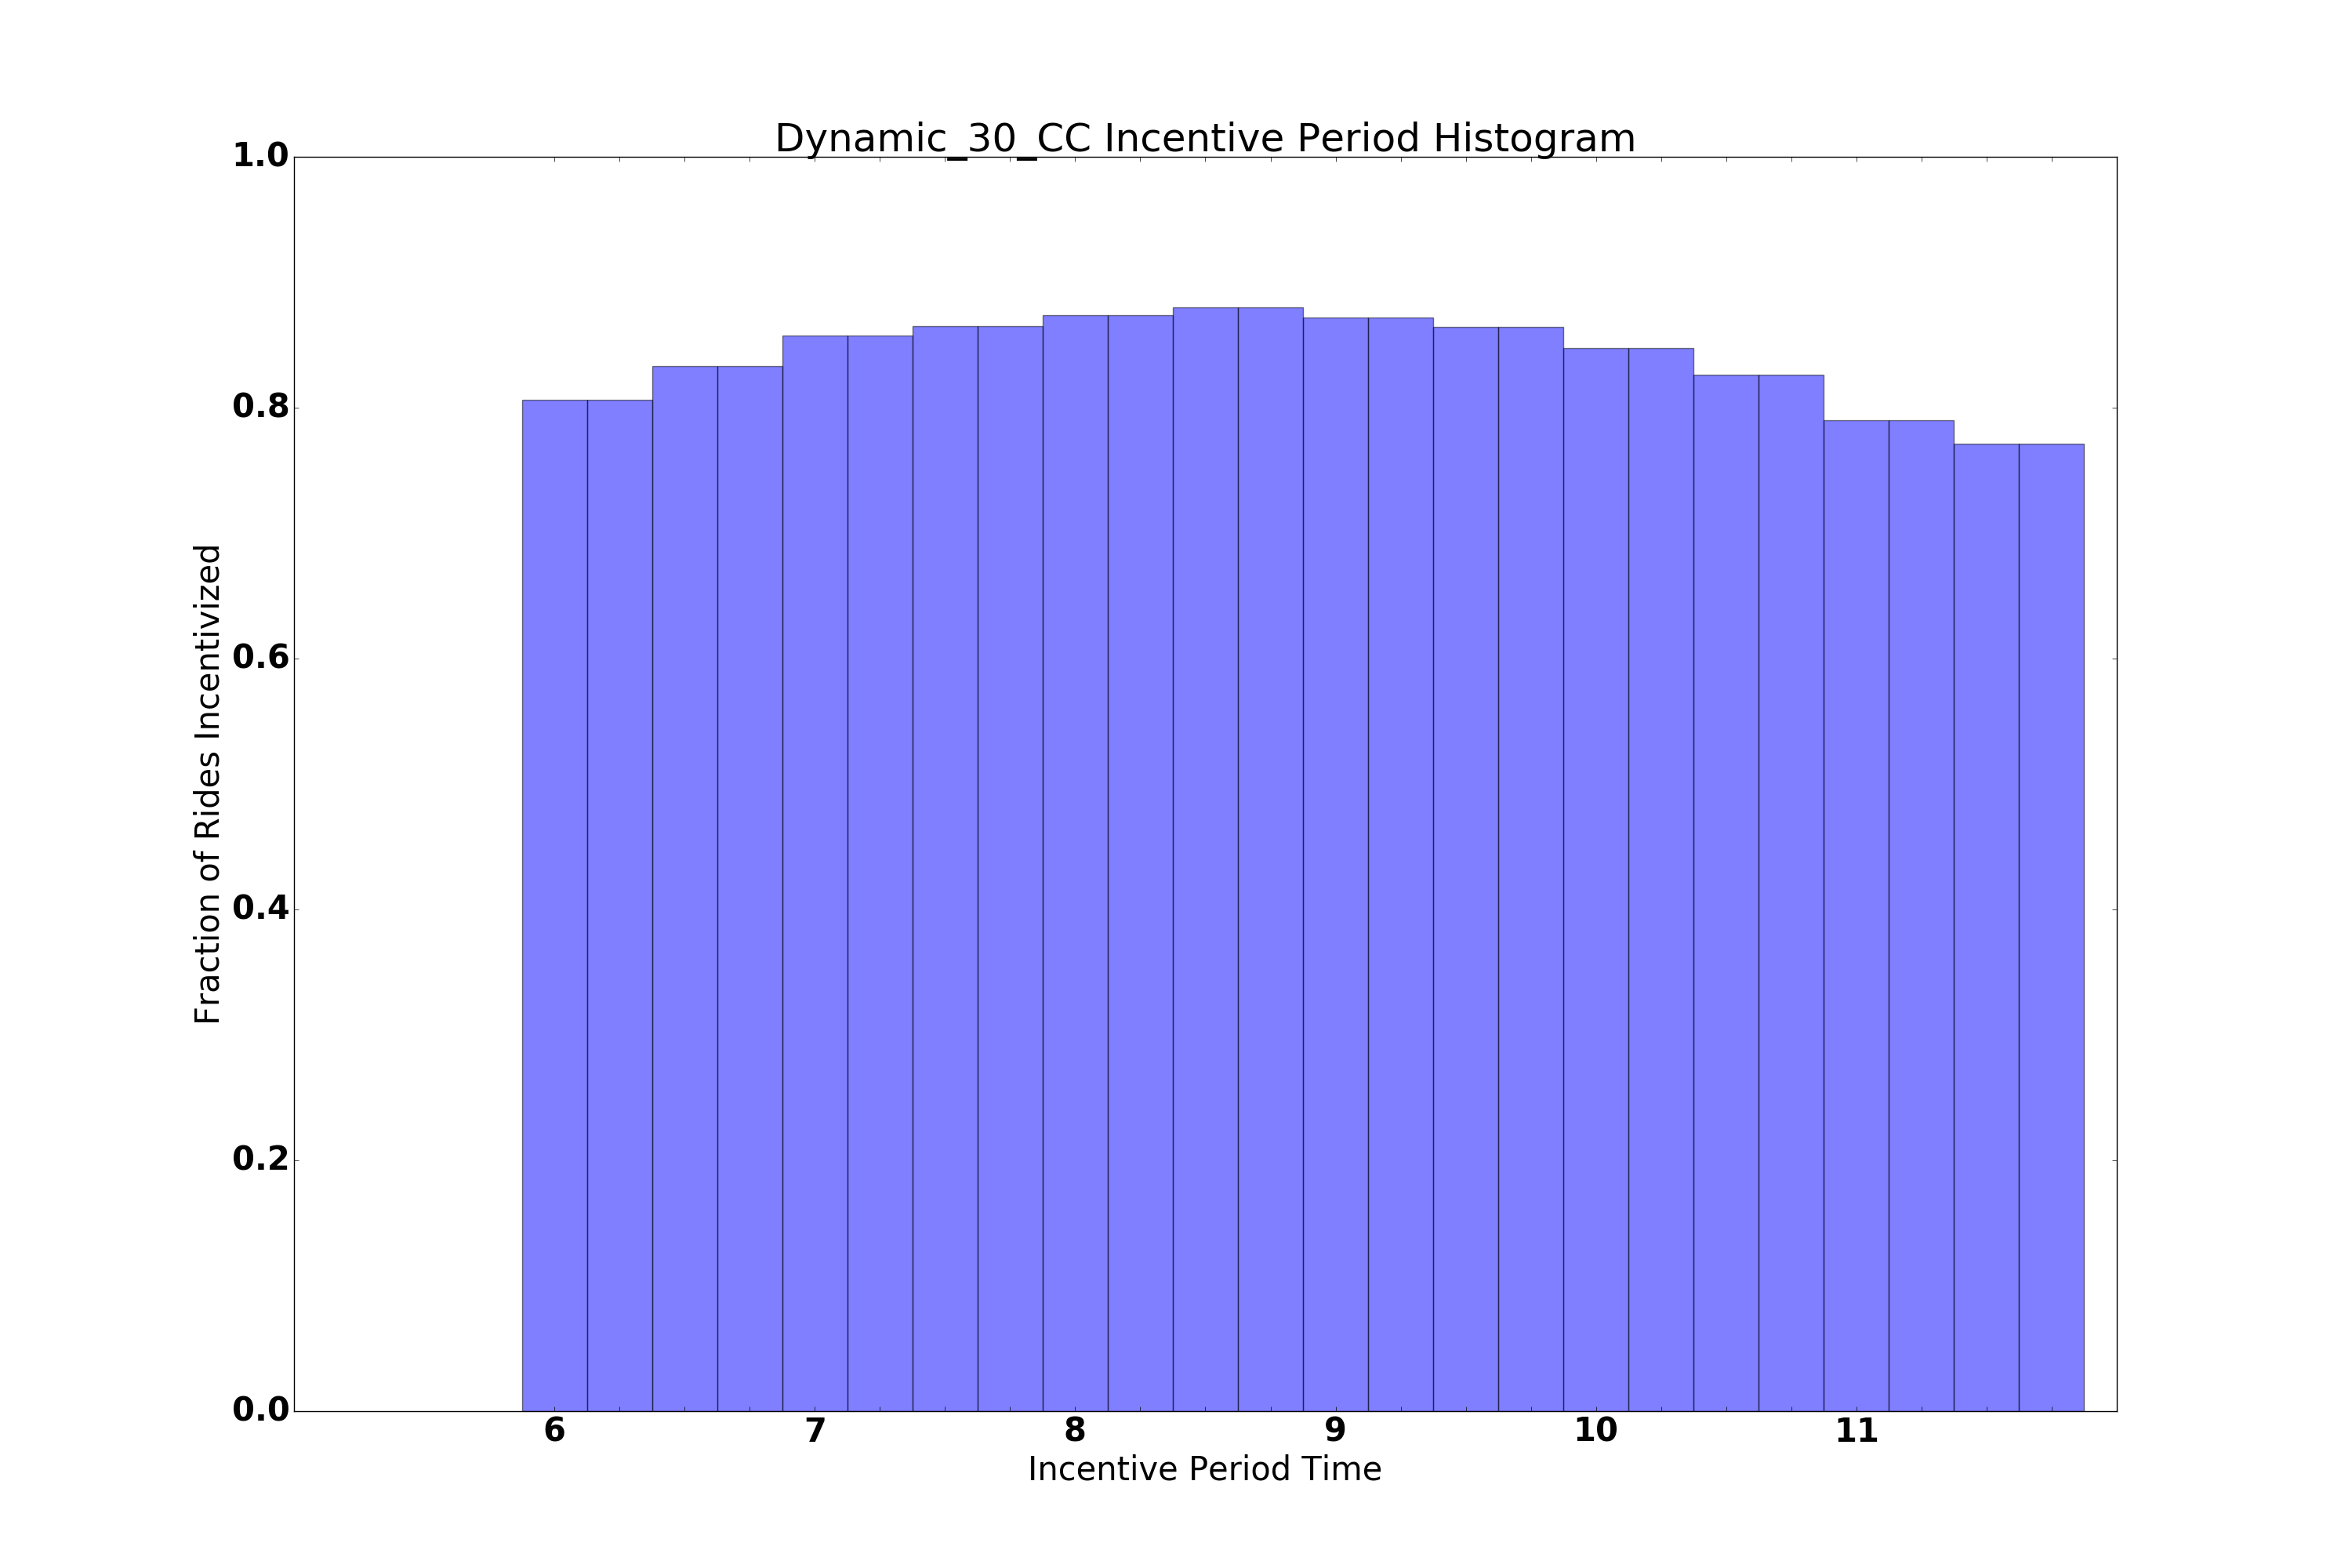 Dynamic_30_CC Incentive Period Histogram
1.0
0.8
0.6
0.4
0.2
0.0
Fraction of Rides Incentivized
6 7 8 9 10 11
Incentive Period Time